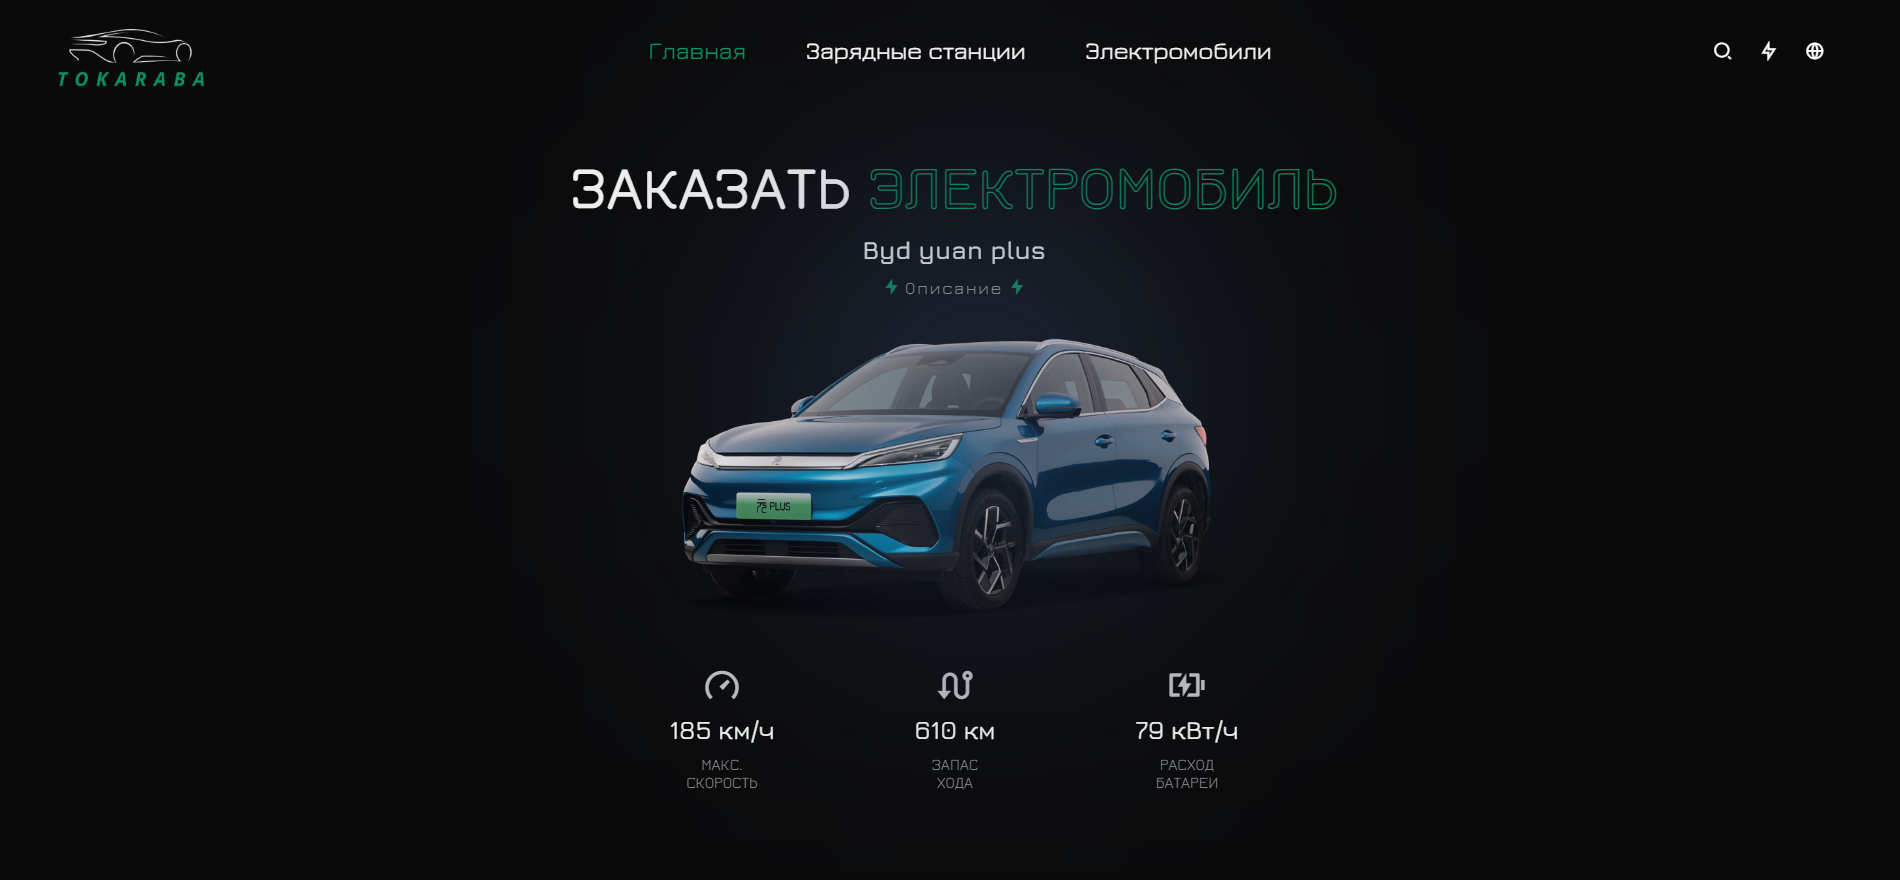 TOKARABA
Главная
Зарядные станции
Электромобили
ЗАКАЗАТЬ ЭЛЕКТРОМОБИЛЬ
Byd yuan plus
Описание
元 PLUS
185 км/ч
610 км
79 кВт/ч
МАКС.
СКОРОСТЬ
ЗАПАС
ХОДА
РАСХОД
БАТАРЕИ